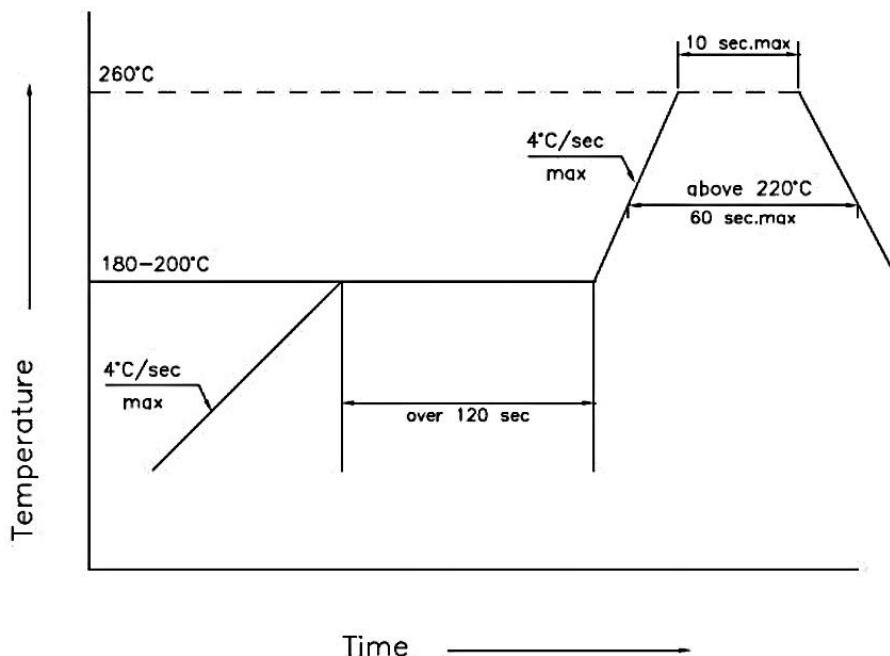 10 sec.max
260°C
4°C/sec
max
above 220°C
60 sec.max
180-200°C
4°C/sec
max
over 120 sec
Temperature
Time